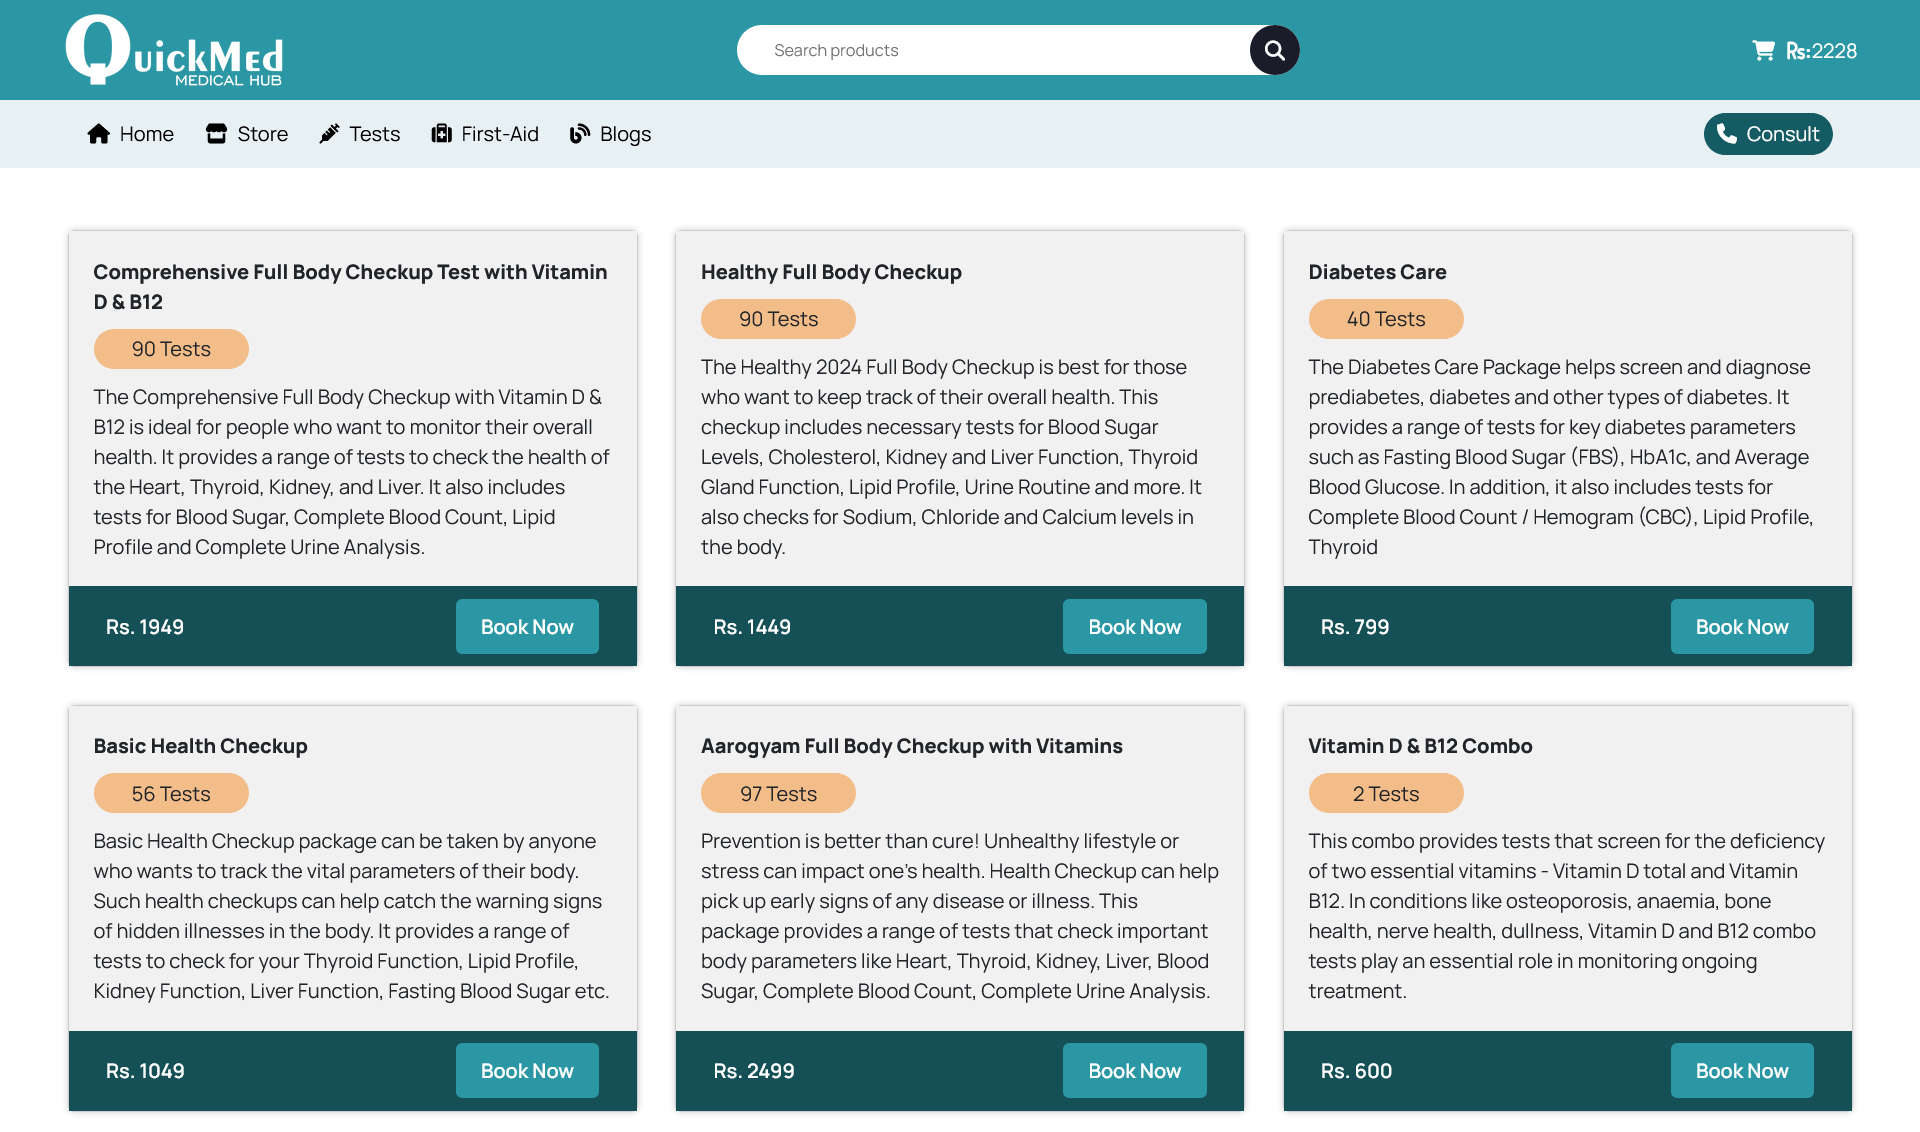 QuickMed
MEDICAL HUB
Search products
Rs:2228
Home
Store
Tests
First-Aid
Blogs
Consult
Comprehensive Full Body Checkup Test with Vitamin
D & B12
90 Tests
The Comprehensive Full Body Checkup with Vitamin D &
B12 is ideal for people who want to monitor their overall
health. It provides a range of tests to check the health of
the Heart, Thyroid, Kidney, and Liver. It also includes
tests for Blood Sugar, Complete Blood Count, Lipid
Profile and Complete Urine Analysis.
Rs. 1949
Book Now
Healthy Full Body Checkup
90 Tests
The Healthy 2024 Full Body Checkup is best for those
who want to keep track of their overall health. This
checkup includes necessary tests for Blood Sugar
Levels, Cholesterol, Kidney and Liver Function, Thyroid
Gland Function, Lipid Profile, Urine Routine and more. It
also checks for Sodium, Chloride and Calcium levels in
the body.
Rs. 1449
Book Now
Diabetes Care
40 Tests
The Diabetes Care Package helps screen and diagnose
prediabetes, diabetes and other types of diabetes. It
provides a range of tests for key diabetes parameters
such as Fasting Blood Sugar (FBS), HbA1c, and Average
Blood Glucose. In addition, it also includes tests for
Complete Blood Count / Hemogram (CBC), Lipid Profile,
Thyroid
Rs. 799
Book Now
Basic Health Checkup
56 Tests
Basic Health Checkup package can be taken by anyone
who wants to track the vital parameters of their body.
Such health checkups can help catch the warning signs
of hidden illnesses in the body. It provides a range of
tests to check for your Thyroid Function, Lipid Profile,
Kidney Function, Liver Function, Fasting Blood Sugar etc.
Rs. 1049
Book Now
Aarogyam Full Body Checkup with Vitamins
97 Tests
Prevention is better than cure! Unhealthy lifestyle or
stress can impact one's health. Health Checkup can help
pick up early signs of any disease or illness. This
package provides a range of tests that check important
body parameters like Heart, Thyroid, Kidney, Liver, Blood
Sugar, Complete Blood Count, Complete Urine Analysis.
Rs. 2499
Book Now
Vitamin D & B12 Combo
2 Tests
This combo provides tests that screen for the deficiency
of two essential vitamins - Vitamin D total and Vitamin
B12. In conditions like osteoporosis, anaemia, bone
health, nerve health, dullness, Vitamin D and B12 combo
tests play an essential role in monitoring ongoing
treatment.
Rs. 600
Book Now